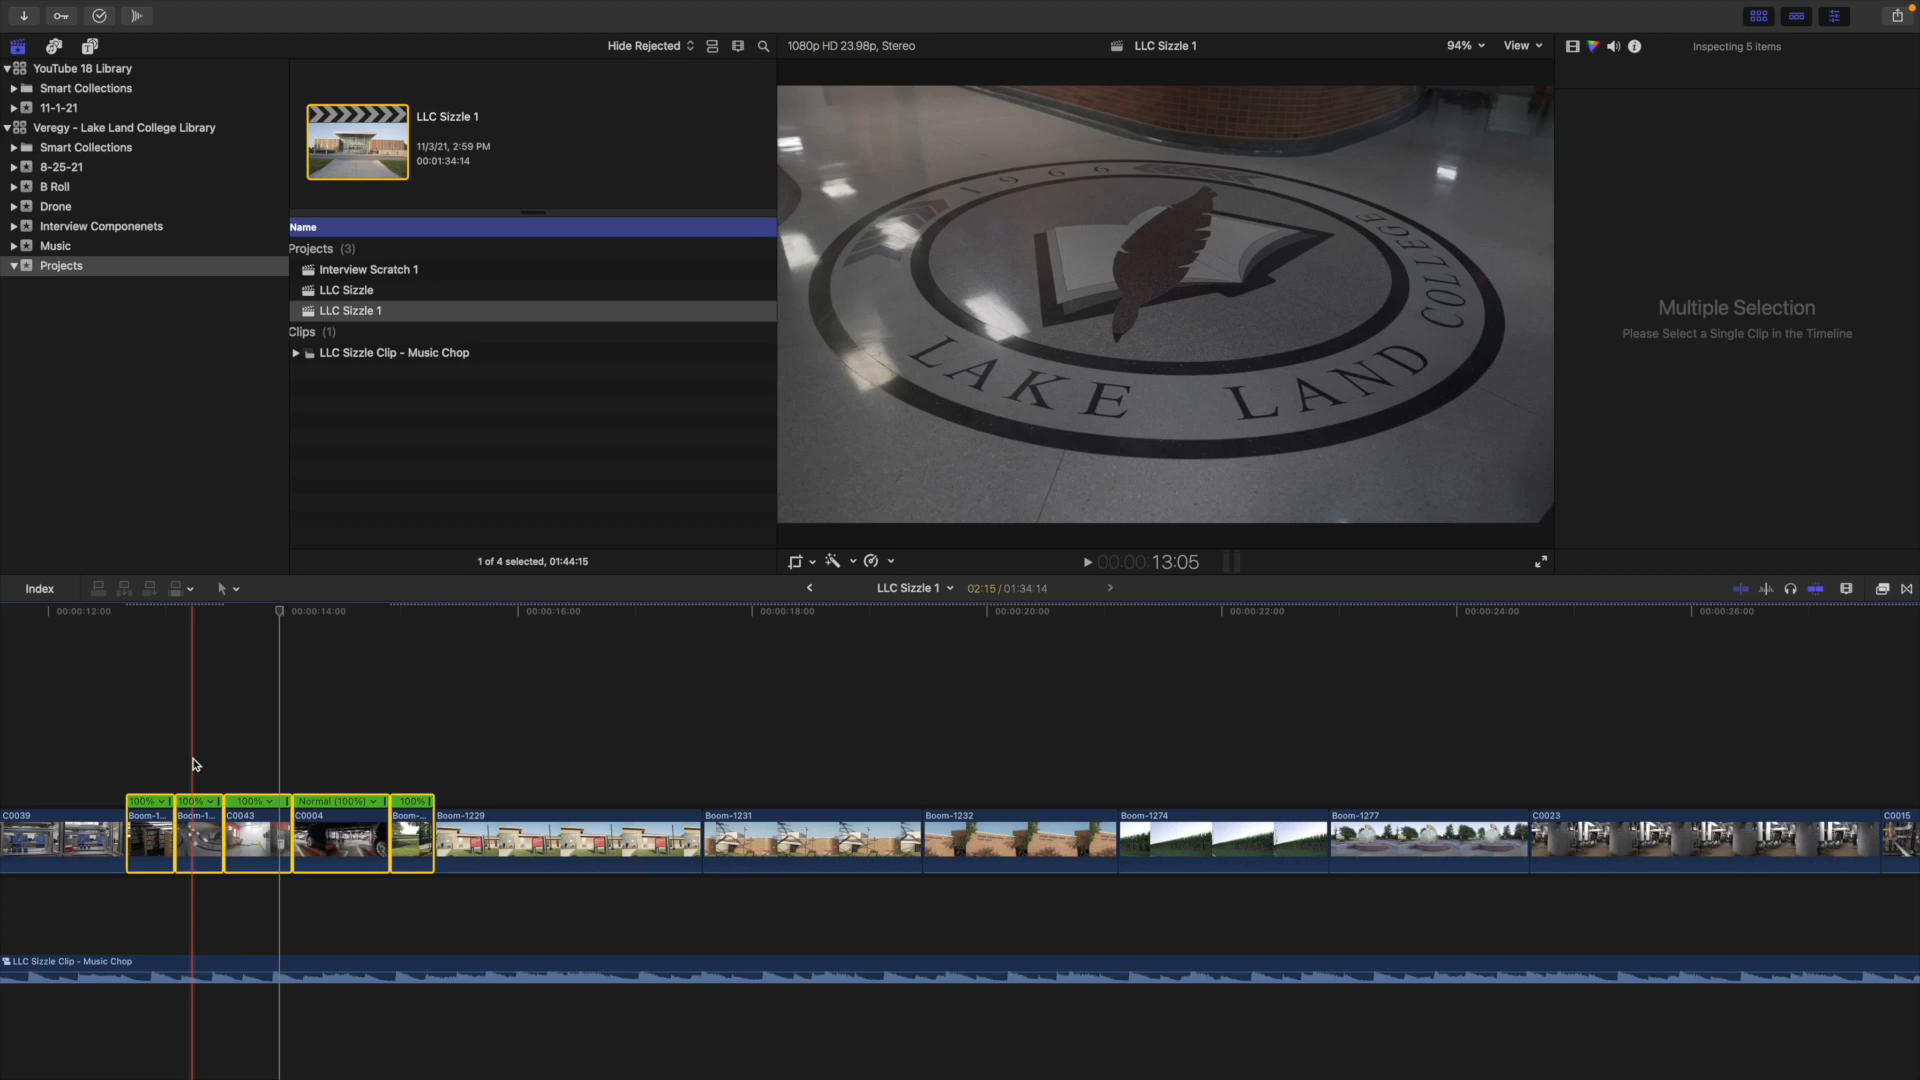 Hide Rejected
1080p HD 23.98p, Stereo
LLC Sizzle 1
94%
View
Inspecting 5 items
YouTube 18 Library
Smart Collections
11-1-21
Veregy - Lake Land College Library
Smart Collections
8-25-21
B Roll
Drone
Interview Componenets
Music
Projects
LLC Sizzle 1
11/3/21, 2:59 PM
00:01:34:14
Name
Projects (3)
Interview Scratch 1
LLC Sizzle
LLC Sizzle 1
Clips (1)
LLC Sizzle Clip - Music Chop
1 of 4 selected, 01:44:15
1966
LAKE LAND COLLEGE
Multiple Selection
Please Select a Single Clip in the Timeline
00:00:13:05
Index
LLC Sizzle 1
02:15 / 01:34:14
00:00:12:00
00:00:14:00
00:00:16:00
00:00:18:00
00:00:20:00
00:00:22:00
00:00:24:00
00:00:26:00
100%
100%
100%
Normal (100%)
100%
C0039
Boom-1...
Boom-1...
C0043
C0004
Boom-...
Boom-1229
Boom-1231
Boom-1232
Boom-1274
Boom-1277
C0023
C0015
LLC Sizzle Clip - Music Chop